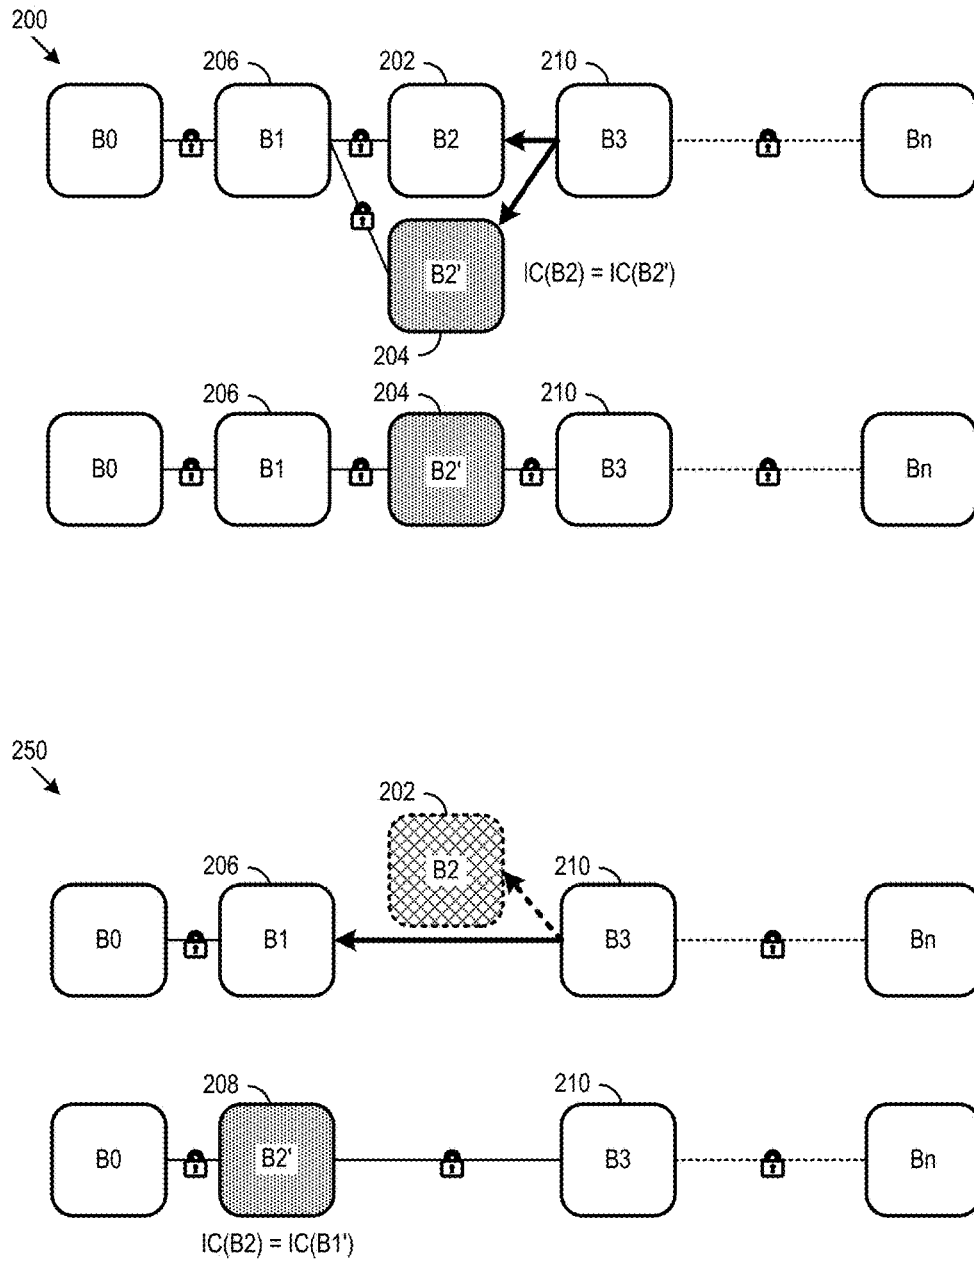 200
206 202 210
B0 B1 B2 B3 Bn
B2' IC(B2) = IC(B2')
204
206 204 210
B0 B1 B2' B3 Bn
250
202
B2
206 210
B0 B1 B3 Bn
208 210
B0 B2' B3 Bn
IC(B2) = IC(B1')